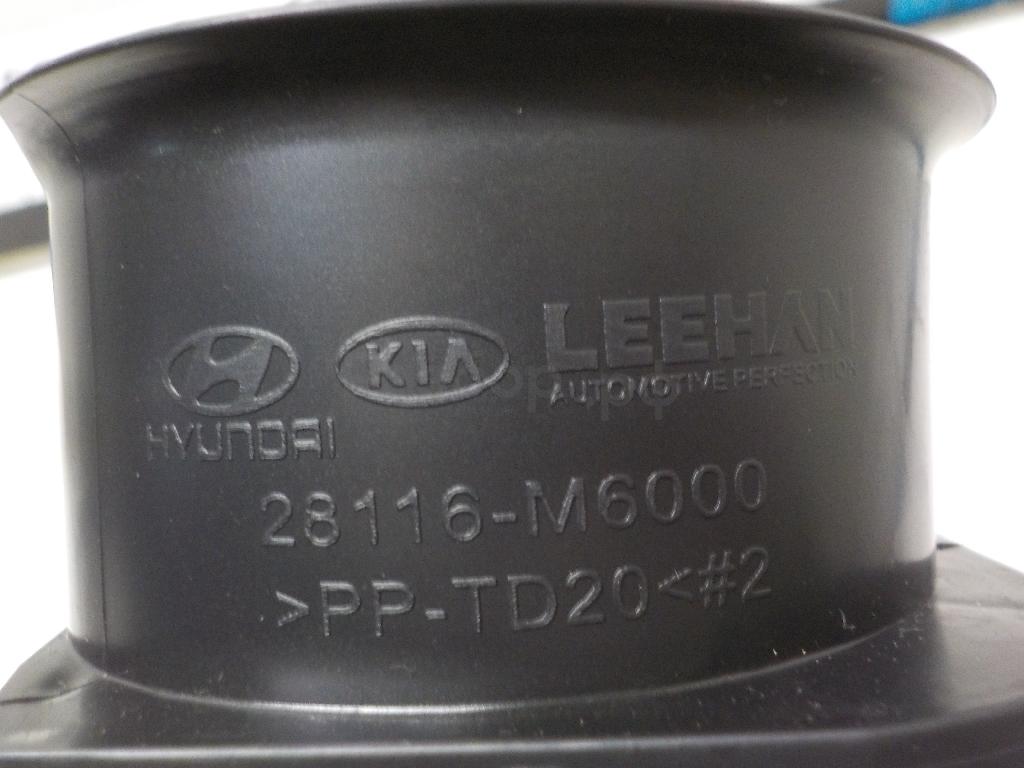 HYUNDAI
KIA
LEEHAN
AUTOMOTIVE PERFECTION
28116-M6000
>PP-TD20<#2